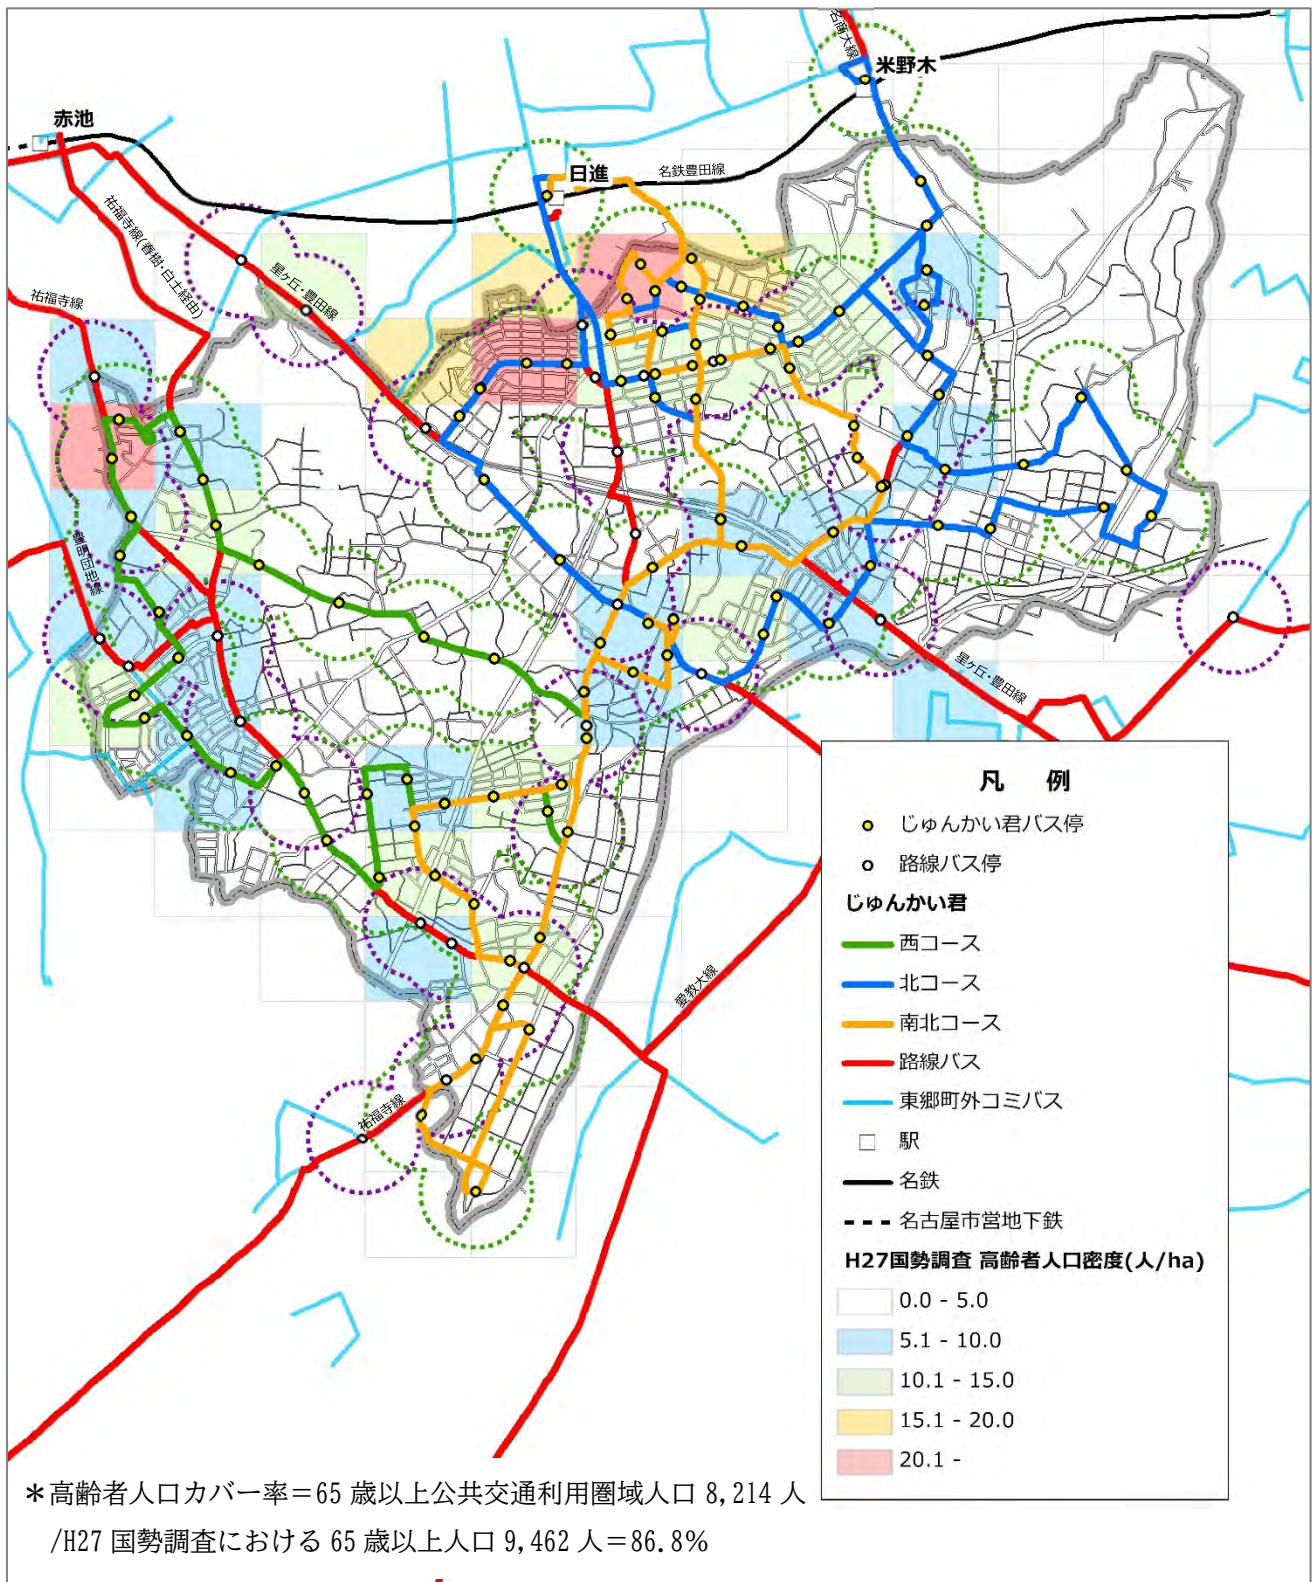 名商大線
米野木
赤池
日進
名鉄豊田線
祐福寺線(春樹・白土経由)
星ヶ丘・豊田線
祐福寺線
豊明団地線
星ヶ丘・豊田線
愛教大線
祐福寺線
凡 例
じゅんかい君バス停
路線バス停
じゅんかい君
西コース
北コース
南北コース
路線バス
東郷町外コミバス
駅
名鉄
名古屋市営地下鉄
H27国勢調査 高齢者人口密度(人/ha)
0.0 - 5.0
5.1 - 10.0
10.1 - 15.0
15.1 - 20.0
20.1 -
＊高齢者人口カバー率＝65 歳以上公共交通利用圏域人口 8,214 人
/H27 国勢調査における 65 歳以上人口 9,462 人＝86.8%